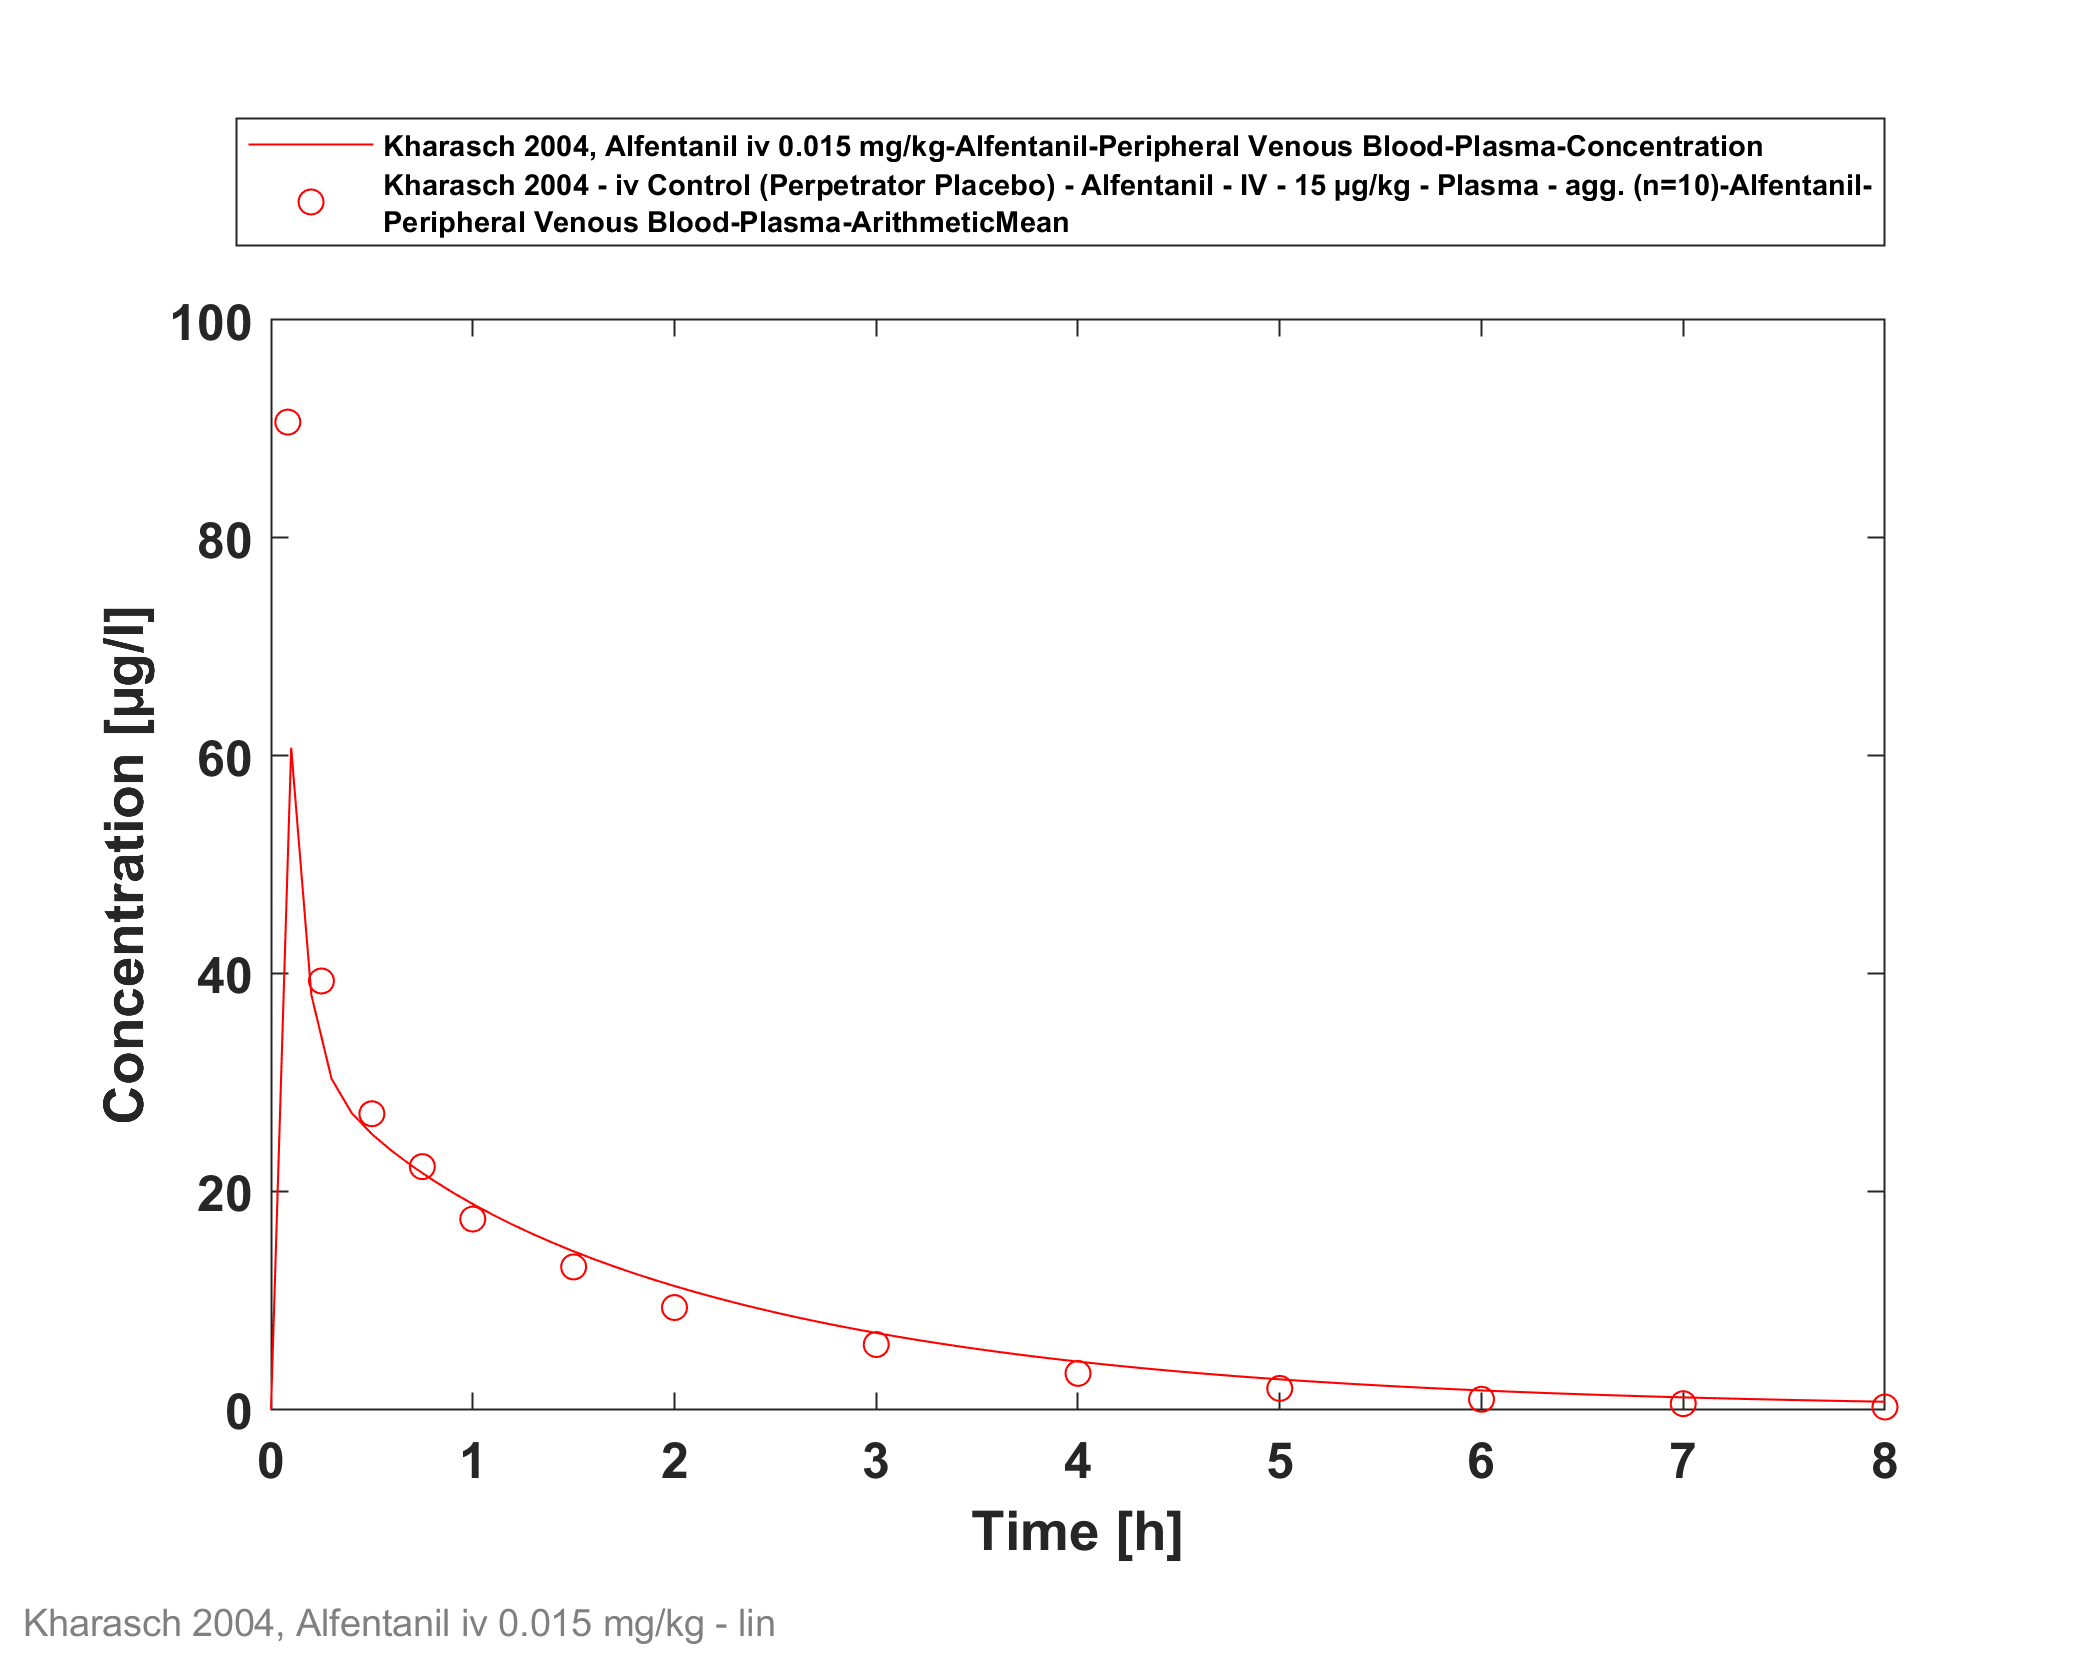 Kharasch 2004, Alfentanil iv 0.015 mg/kg-Alfentanil-Peripheral Venous Blood-Plasma-Concentration
Kharasch 2004 - iv Control (Perpetrator Placebo) - Alfentanil - IV - 15 µg/kg - Plasma - agg. (n=10)-Alfentanil-
Peripheral Venous Blood-Plasma-ArithmeticMean
100
80
60
40
20
0
Concentration [µg/l]
0 1 2 3 4 5 6 7 8
Time [h]
Kharasch 2004, Alfentanil iv 0.015 mg/kg - lin